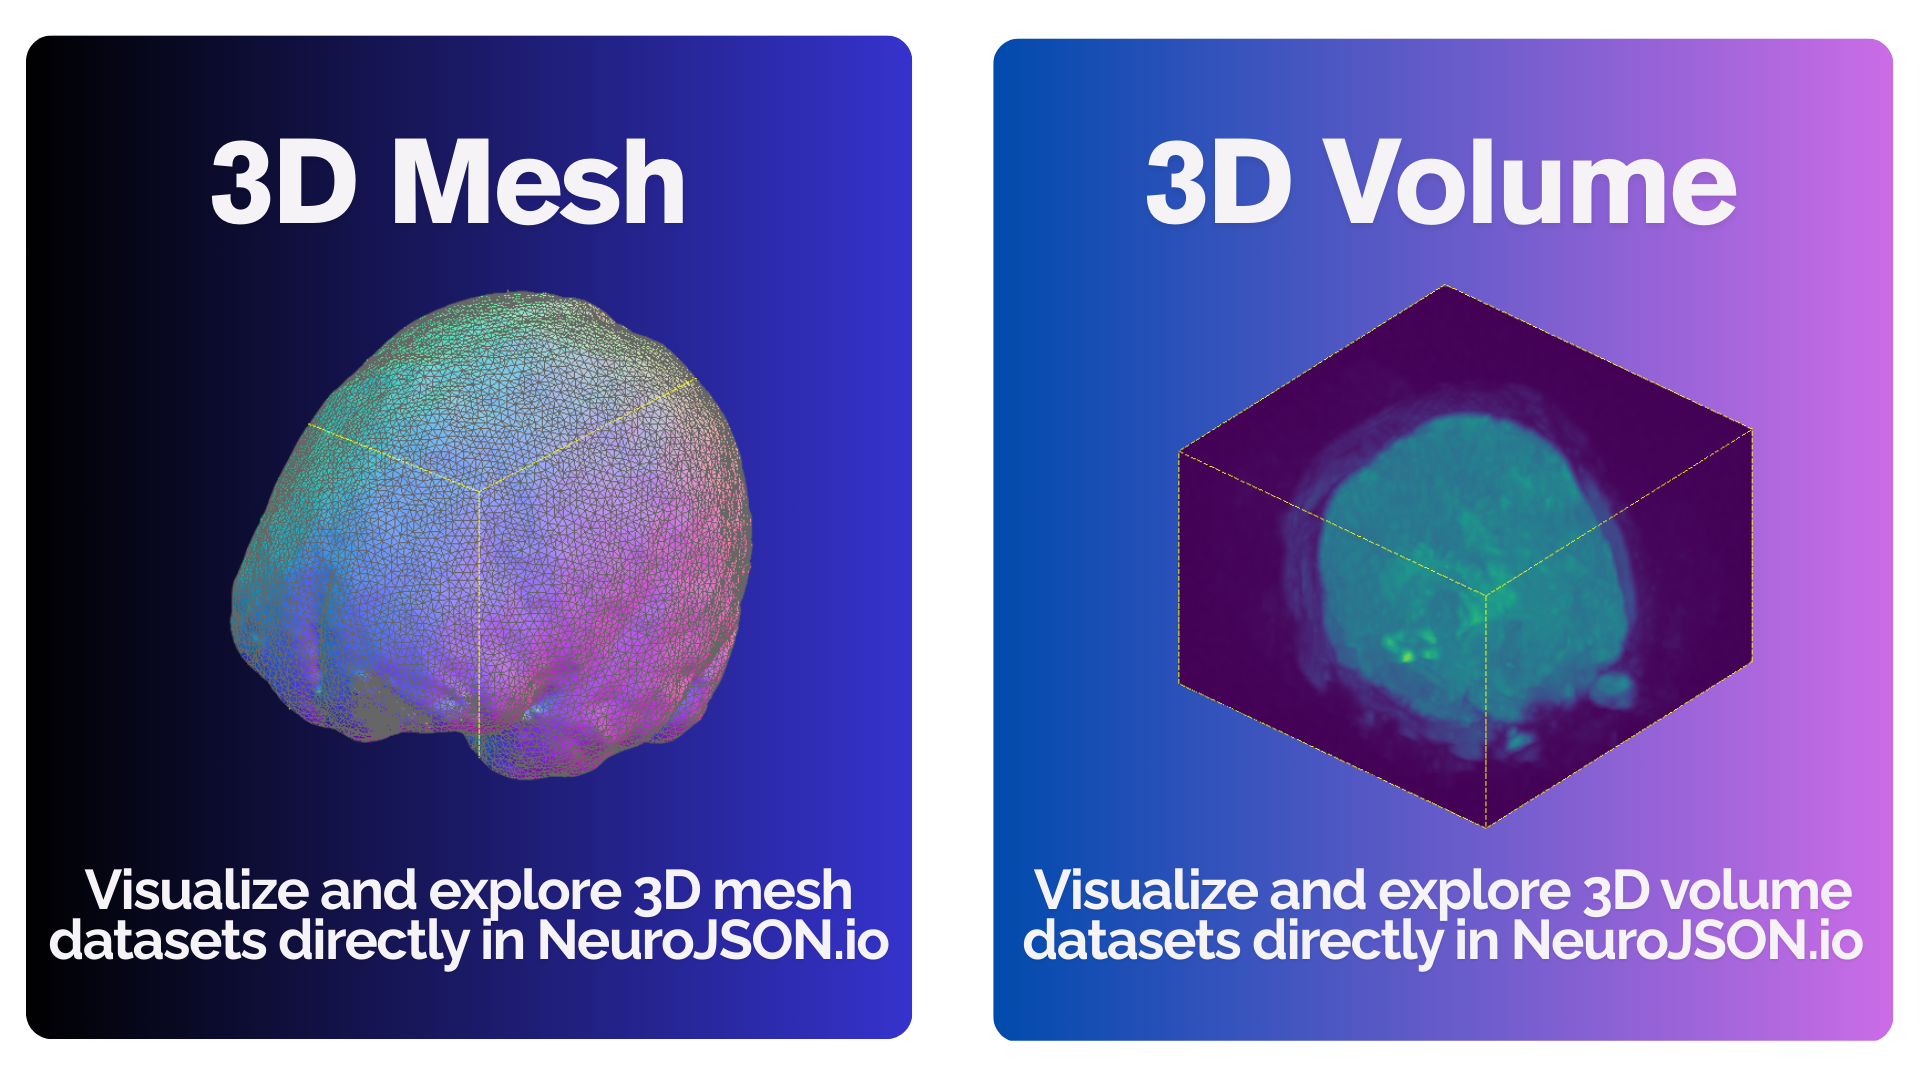 3D Mesh
Visualize and explore 3D mesh
datasets directly in NeuroJSON.io
3D Volume
Visualize and explore 3D volume
datasets directly in NeuroJSON.io